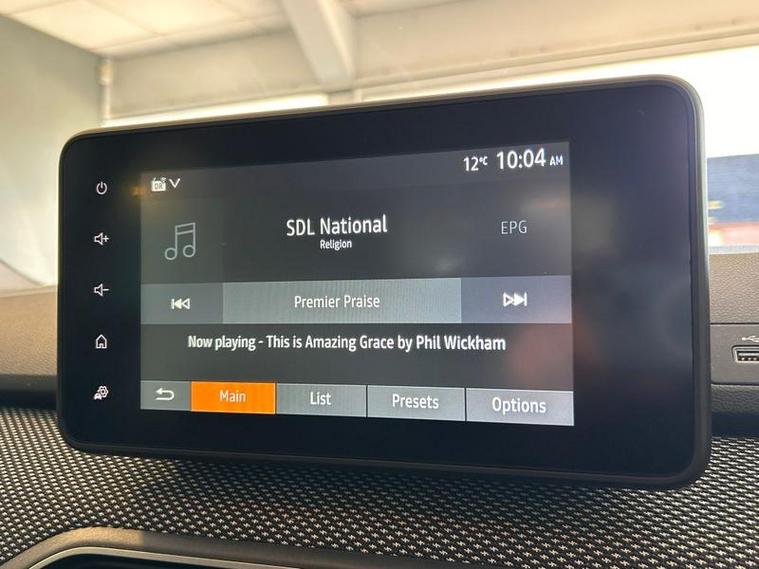 12°C 10:04 AM
DR
SDL National
Religion
EPG
Premier Praise
Now playing - This is Amazing Grace by Phil Wickham
Main List Presets Options